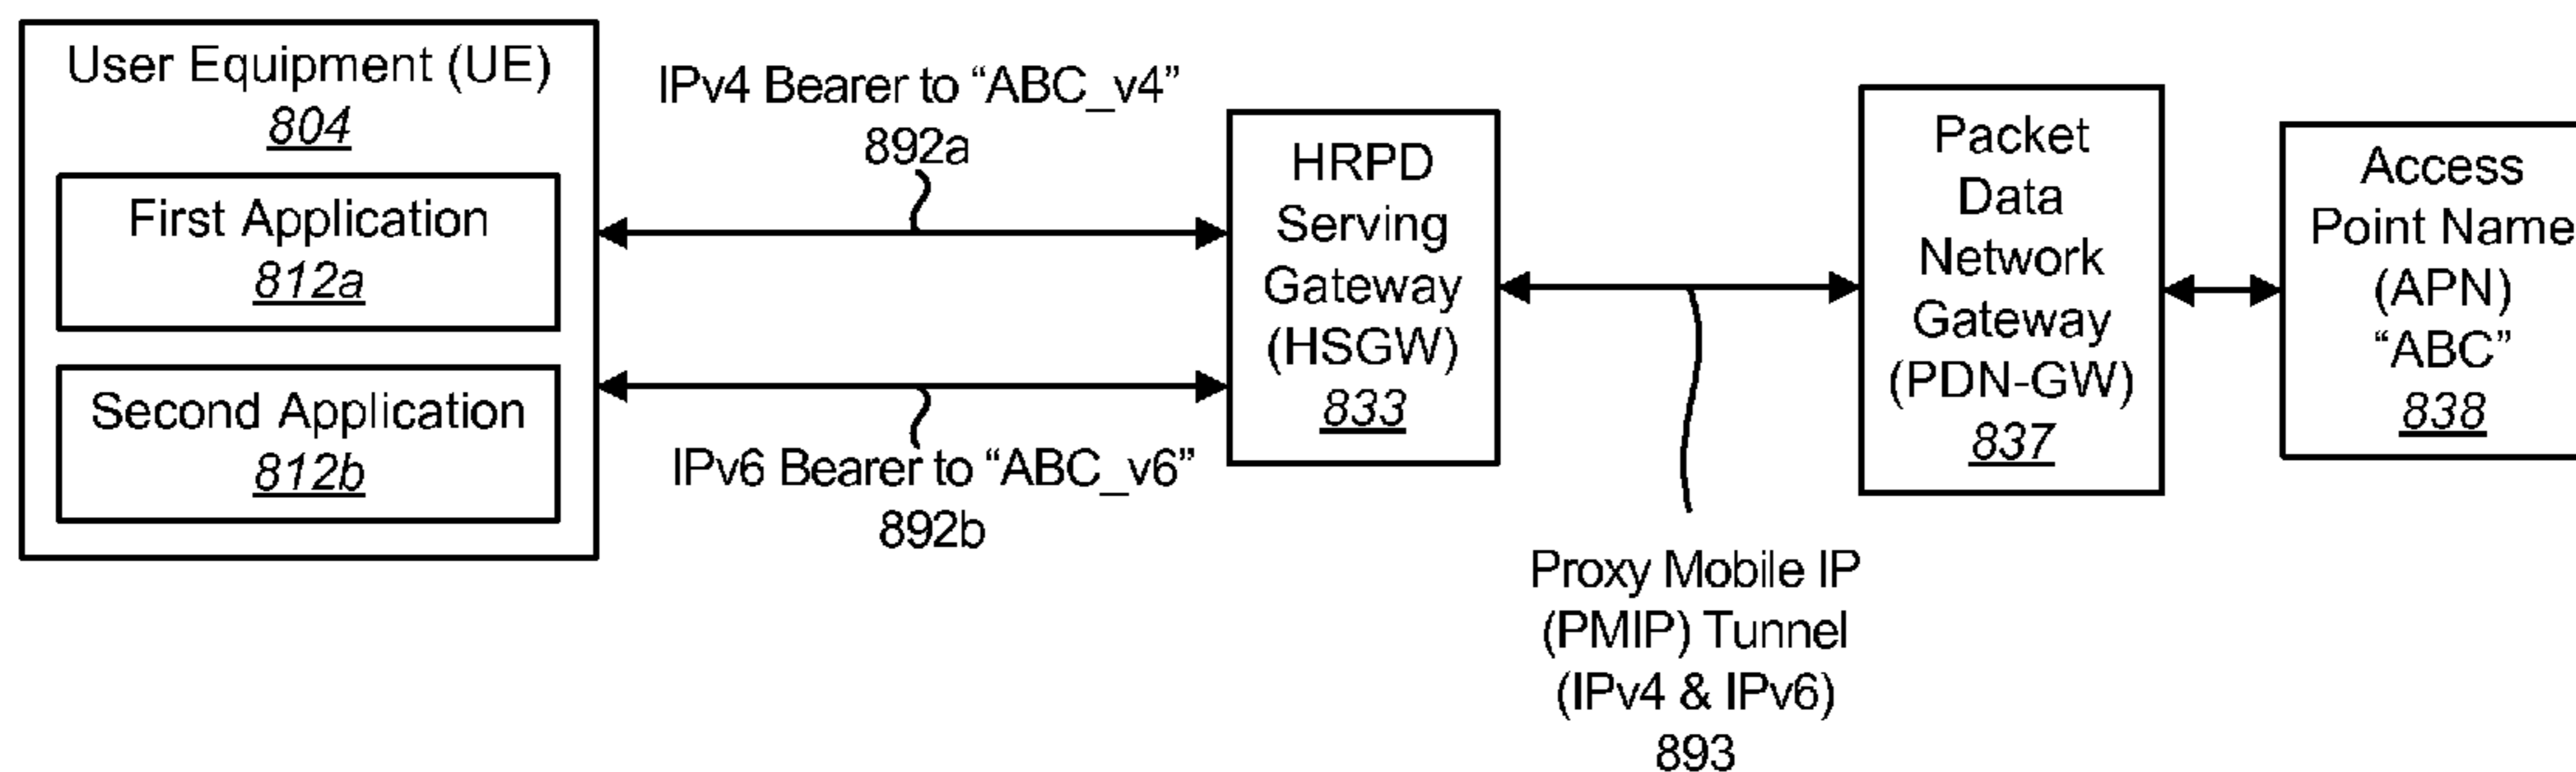 User Equipment (UE)
804
First Application
812a
Second Application
812b
IPv4 Bearer to “ABC_v4”
892a
IPv6 Bearer to “ABC_v6”
892b
HRPD
Serving
Gateway
(HSGW)
833
Proxy Mobile IP
(PMIP) Tunnel
(IPv4 & IPv6)
893
Packet
Data
Network
Gateway
(PDN-GW)
837
Access
Point Name
(APN)
“ABC”
838